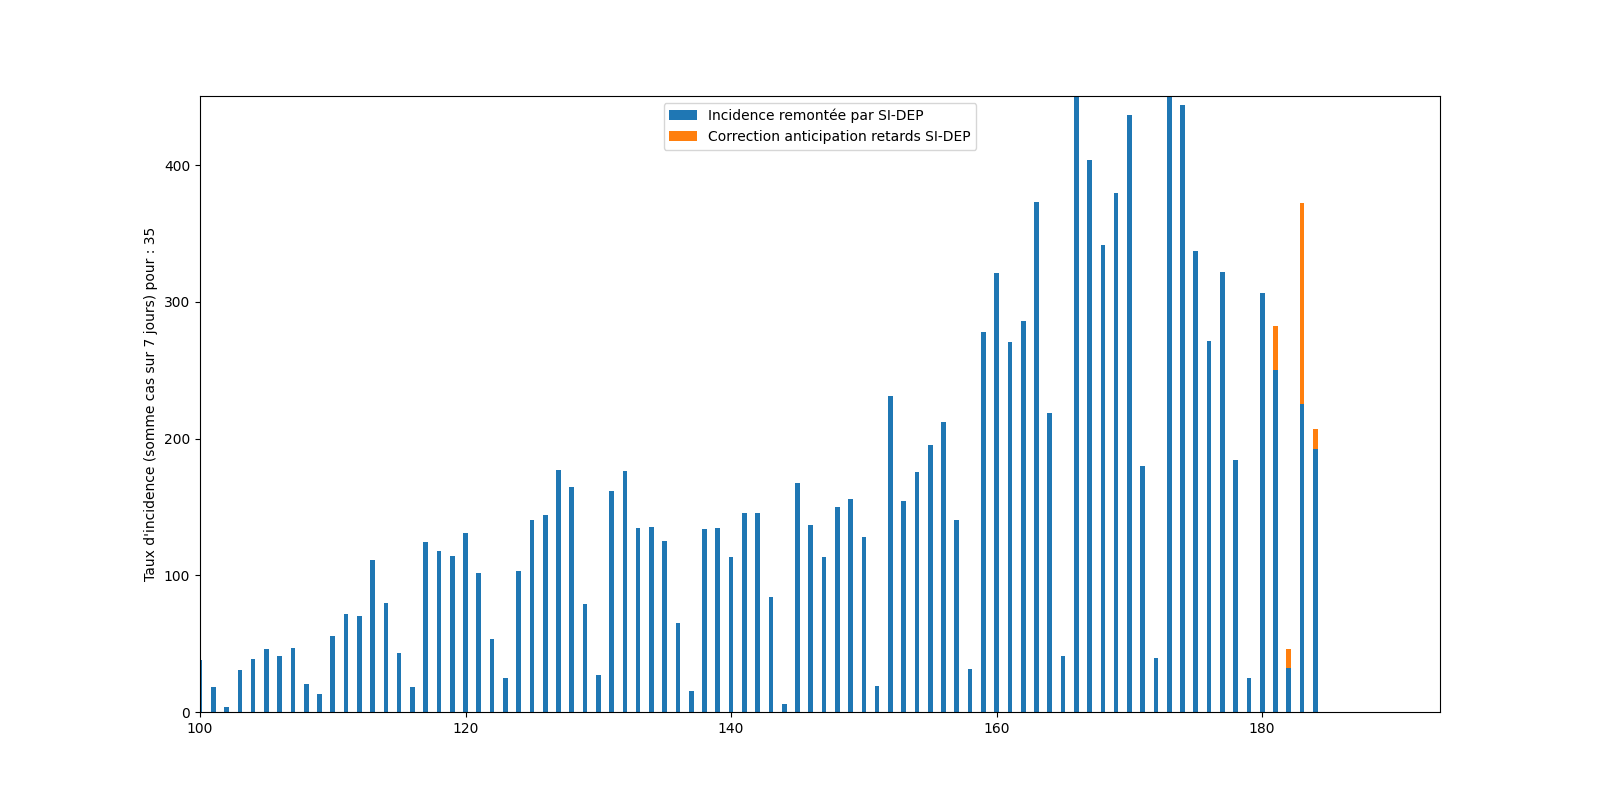 Incidence remontée par SI-DEP
Correction anticipation retards SI-DEP
Taux d'incidence (somme cas sur 7 jours) pour : 35
400
300
200
100
0
100 120 140 160 180